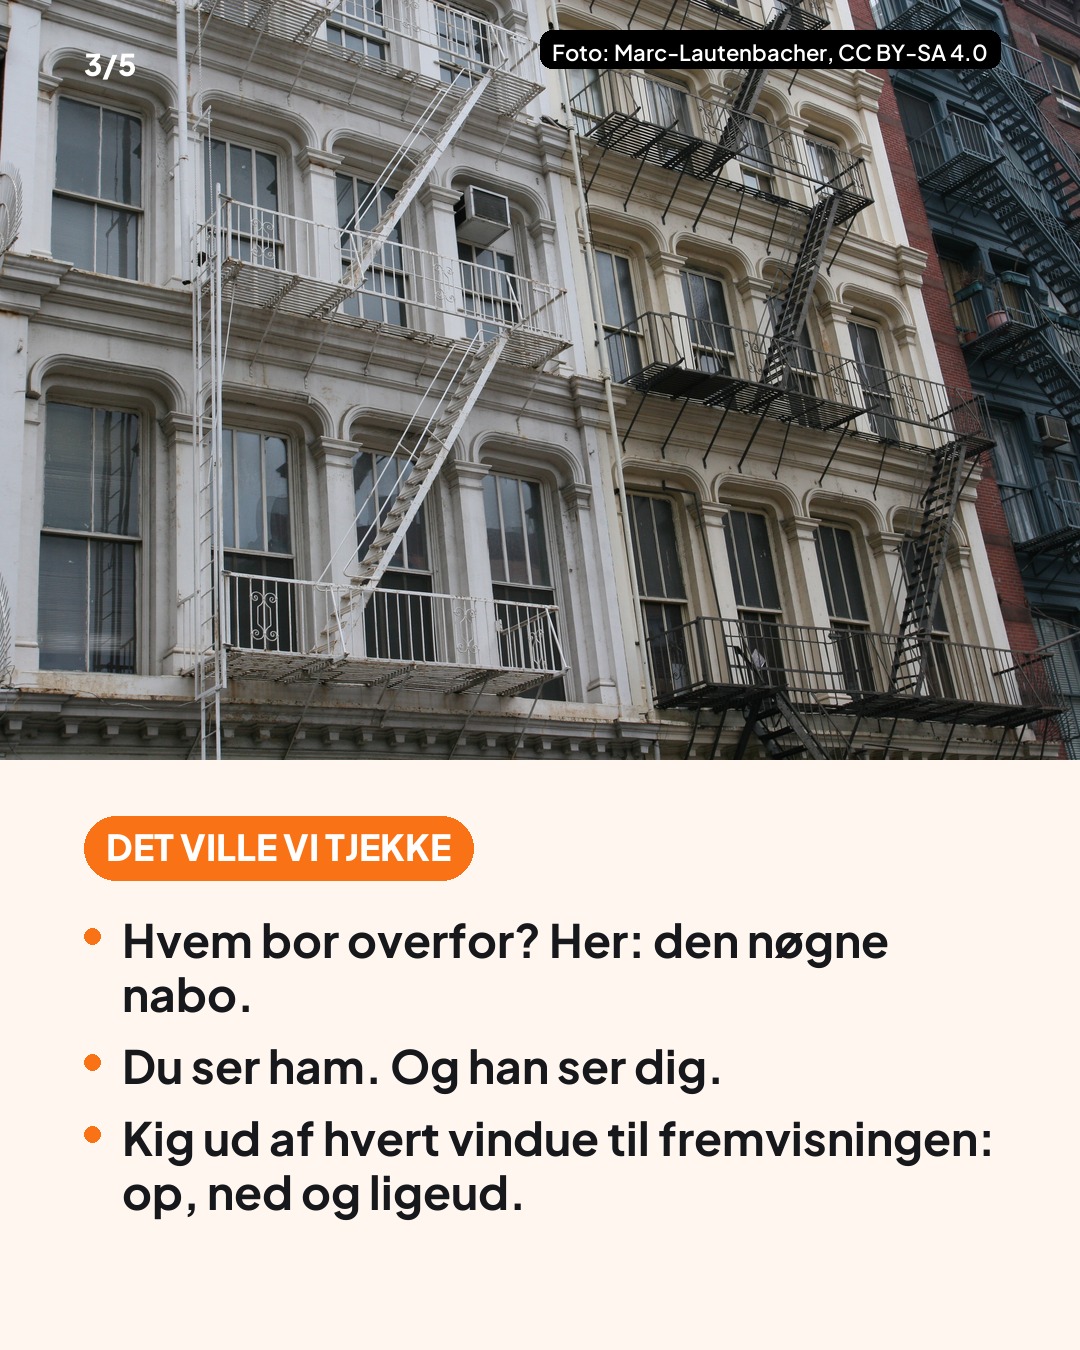 3/5
Foto: Marc-Lautenbacher, CC BY-SA 4.0
DET VILLE VI TJEKKE
• Hvem bor overfor? Her: den nøgne
nabo.
• Du ser ham. Og han ser dig.
• Kig ud af hvert vindue til fremvisningen:
op, ned og ligeud.